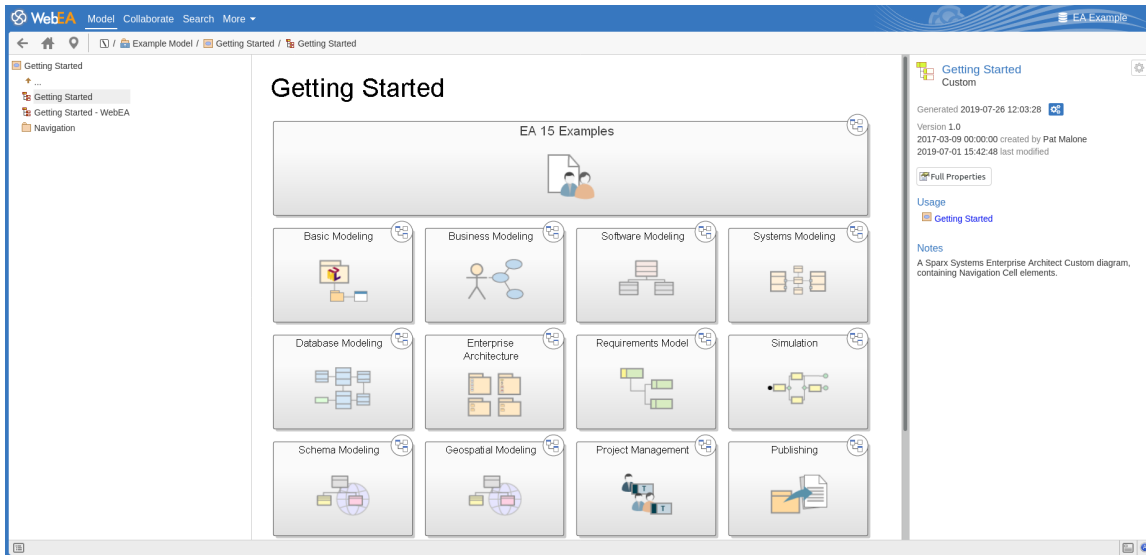 WebEA Model Collaborate Search More
EA Example
/ Example Model / Getting Started / Getting Started
Getting Started
...
Getting Started
Getting Started - WebEA
Navigation
Getting Started
EA 15 Examples
Basic Modeling
Business Modeling
Software Modeling
Systems Modeling
Database Modeling
Enterprise
Architecture
Requirements Model
Simulation
Schema Modeling
Geospatial Modeling
Project Management
T
T
Publishing
Getting Started
Custom
Generated 2019-07-26 12:03:28
Version 1.0
2017-03-09 00:00:00 created by Pat Malone
2019-07-01 15:42:48 last modified
Full Properties
Usage
Getting Started
Notes
A Sparx Systems Enterprise Architect Custom diagram,
containing Navigation Cell elements.